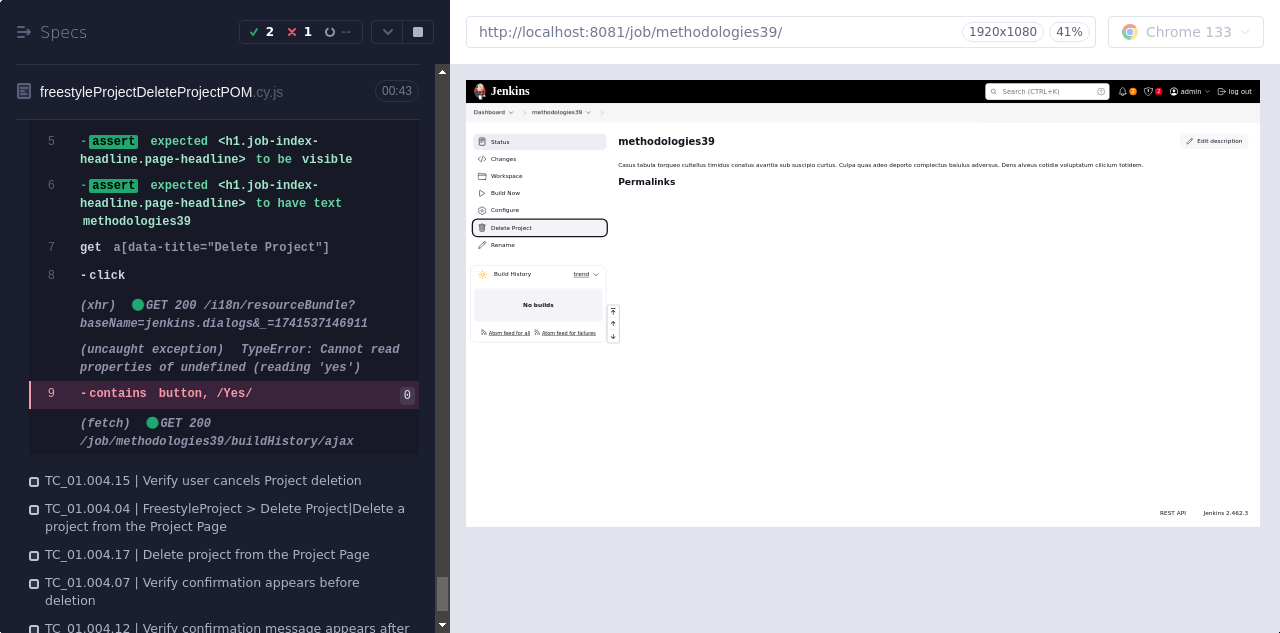 Specs
2
1
--
freestyleProjectDeleteProjectPOM.cy.js
00:43
5 -assert expected <h1.job-index-
headline.page-headline> to be visible
6 -assert expected <h1.job-index-
headline.page-headline> to have text
methodologies39
7 get a[data-title="Delete Project"]
8 -click
(xhr) GET 200 /i18n/resourceBundle?
baseName=jenkins.dialogs&_=1741537146911
(uncaught exception) TypeError: Cannot read
properties of undefined (reading 'yes')
9 -contains button, /Yes/ 0
(fetch) GET 200
/job/methodologies39/buildHistory/ajax
TC_01.004.15 | Verify user cancels Project deletion
TC_01.004.04 | FreestyleProject > Delete Project|Delete a
project from the Project Page
TC_01.004.17 | Delete project from the Project Page
TC_01.004.07 | Verify confirmation appears before
deletion
TC_01.004.12 | Verify confirmation message appears after
http://localhost:8081/job/methodologies39/
1920x1080
41%
Chrome 133
Jenkins
Search (CTRL+K)
2
2
admin
log out
Dashboard
methodologies39
Status
Changes
Workspace
Build Now
Configure
Delete Project
Rename
Build History
trend
No builds
Atom feed for all
Atom feed for failures
methodologies39
Edit description
Casus tabula torqueo cultellus timidus conatus avaritia sub suscipio curtus. Culpa quas adeo deporto complectus baiulus adversus. Dens alveus cotidie voluptatum cilicium totidem.
Permalinks
REST API
Jenkins 2.462.3